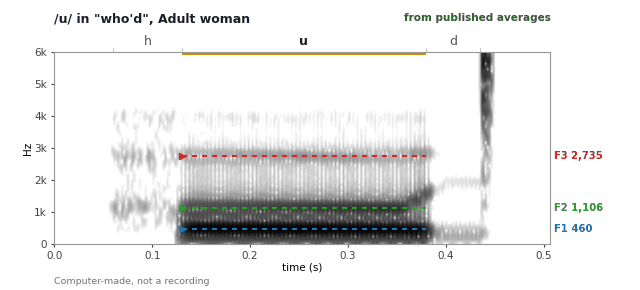 /u/ in "who'd", Adult woman
from published averages
h u d
6k
5k
4k
3k
2k
1k
0
Hz
F3 2,735
F2 1,106
F1 460
0.0 0.1 0.2 0.3 0.4 0.5
time (s)
Computer-made, not a recording